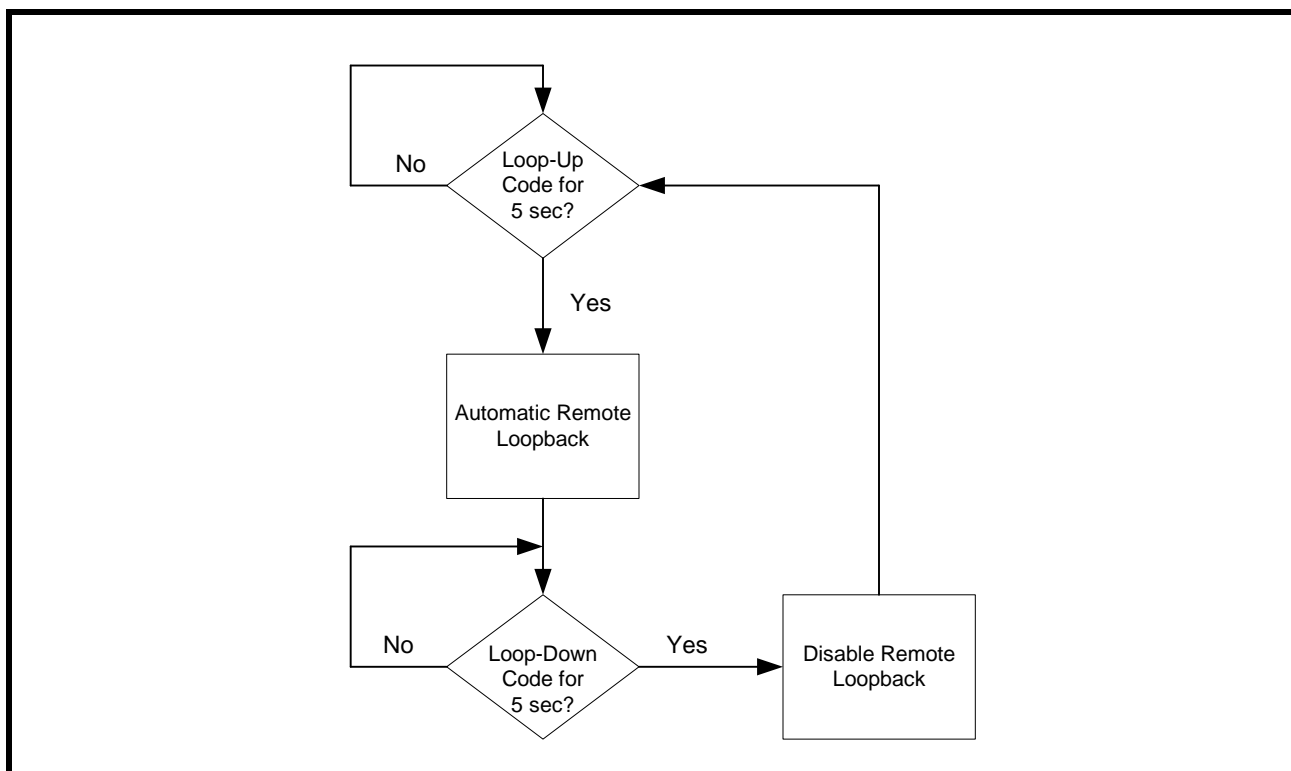 No
Loop-Up
Code for
5 sec?
Yes
Automatic Remote
Loopback
No
Loop-Down
Code for
5 sec?
Yes
Disable Remote
Loopback